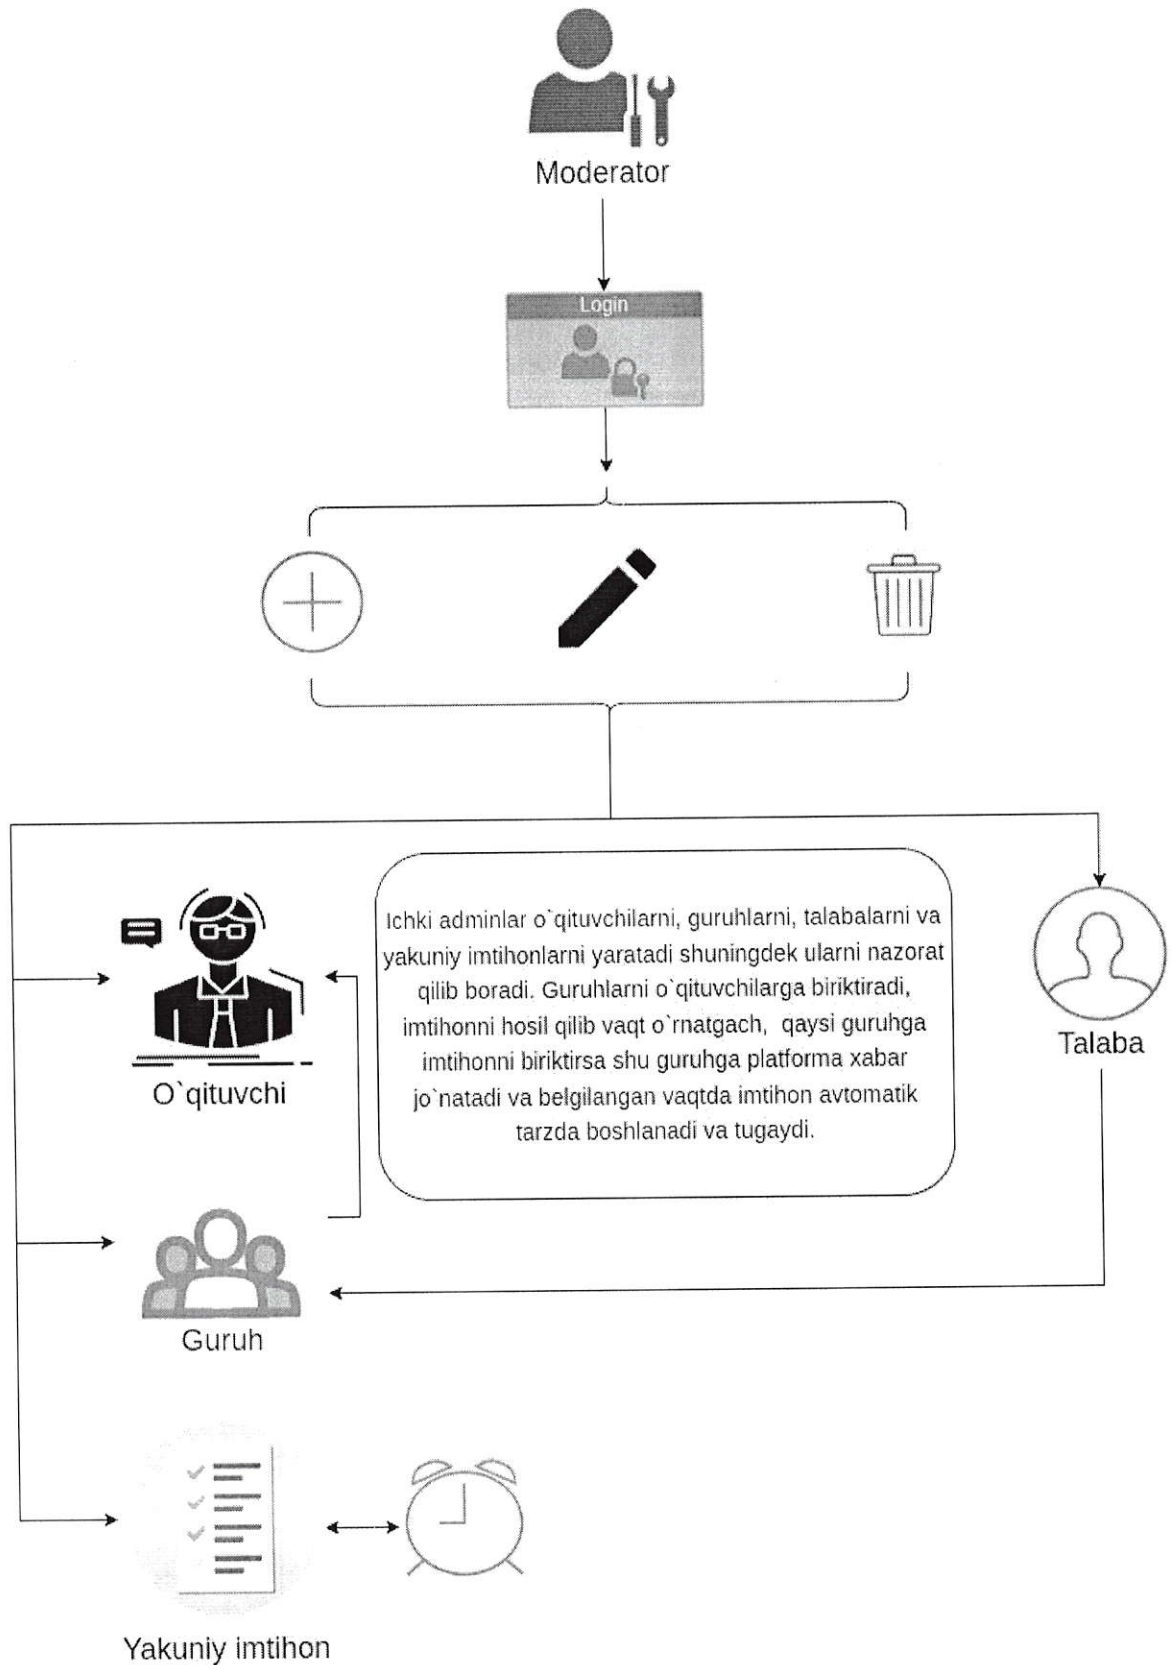 Moderator
Login
Ichki adminlar o`qituvchilarni, guruhlarni, talabalarni va
yakuniy imtihonlarni yaratadi shuningdek ularni nazorat
qilib boradi. Guruhlarni o`qituvchilarga biriktiradi,
imtihonni hosil qilib vaqt o`rnatgach, qaysi guruhga
imtihonni biriktirsa shu guruhga platforma xabar
jo`natadi va belgilangan vaqtda imtihon avtomatik
tarzda boshlanadi va tugaydi.
O`qituvchi
Talaba
Guruh
Yakuniy imtihon